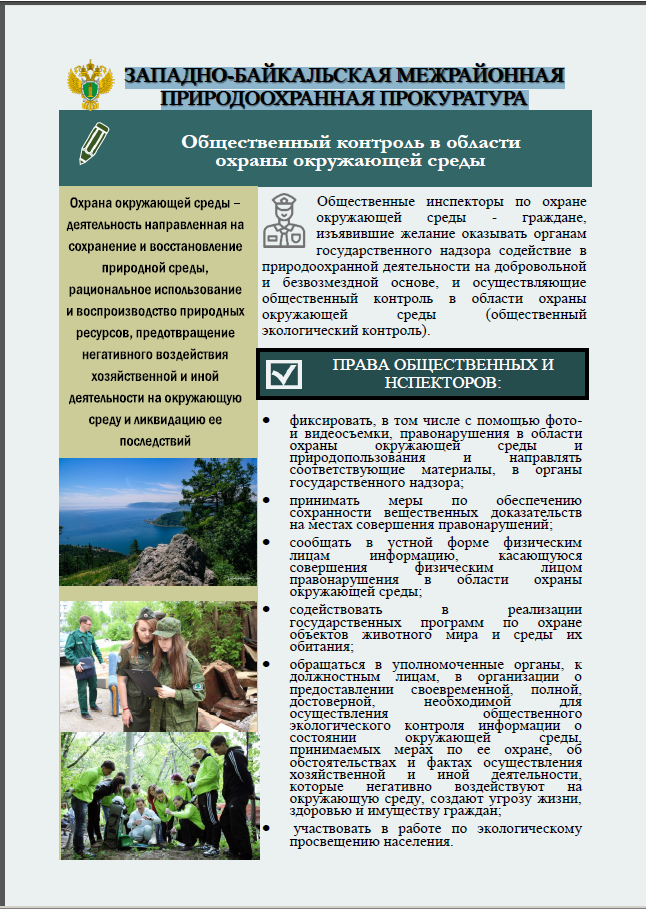 ЗАПАДНО-БАЙКАЛЬСКАЯ МЕЖРАЙОННАЯ
ПРИРОДООХРАННАЯ ПРОКУРАТУРА
Общественный контроль в области
охраны окружающей среды
Охрана окружающей среды –
деятельность направленная на
сохранение и восстановление
природной среды,
рациональное использование
и воспроизводство природных
ресурсов, предотвращение
негативного воздействия
хозяйственной и иной
деятельности на окружающую
среду и ликвидацию ее
последствий
Общественные инспекторы по охране
окружающей среды - граждане,
изъявившие желание оказывать органам
государственного надзора содействие в
природоохранной деятельности на добровольной
и безвозмездной основе, и осуществляющие
общественный контроль в области охраны
окружающей среды (общественный
экологический контроль).
ПРАВА ОБЩЕСТВЕННЫХ И
НСПЕКТОРОВ:
• фиксировать, в том числе с помощью фото-
и видеосъемки, правонарушения в области
охраны окружающей среды и
природопользования и направлять
соответствующие материалы, в органы
государственного надзора;
• принимать меры по обеспечению
сохранности вещественных доказательств
на местах совершения правонарушений;
• сообщать в устной форме физическим
лицам информацию, касающуюся
совершения физическим лицом
правонарушения в области охраны
окружающей среды;
• содействовать в реализации
государственных программ по охране
объектов животного мира и среды их
обитания;
• обращаться в уполномоченные органы, к
должностным лицам, в организации о
предоставлении своевременной, полной,
достоверной, необходимой для
осуществления общественного
экологического контроля информации о
состоянии окружающей среды,
принимаемых мерах по ее охране, об
обстоятельствах и фактах осуществления
хозяйственной и иной деятельности,
которые негативно воздействуют на
окружающую среду, создают угрозу жизни,
здоровью и имуществу граждан;
• участвовать в работе по экологическому
просвещению населения.